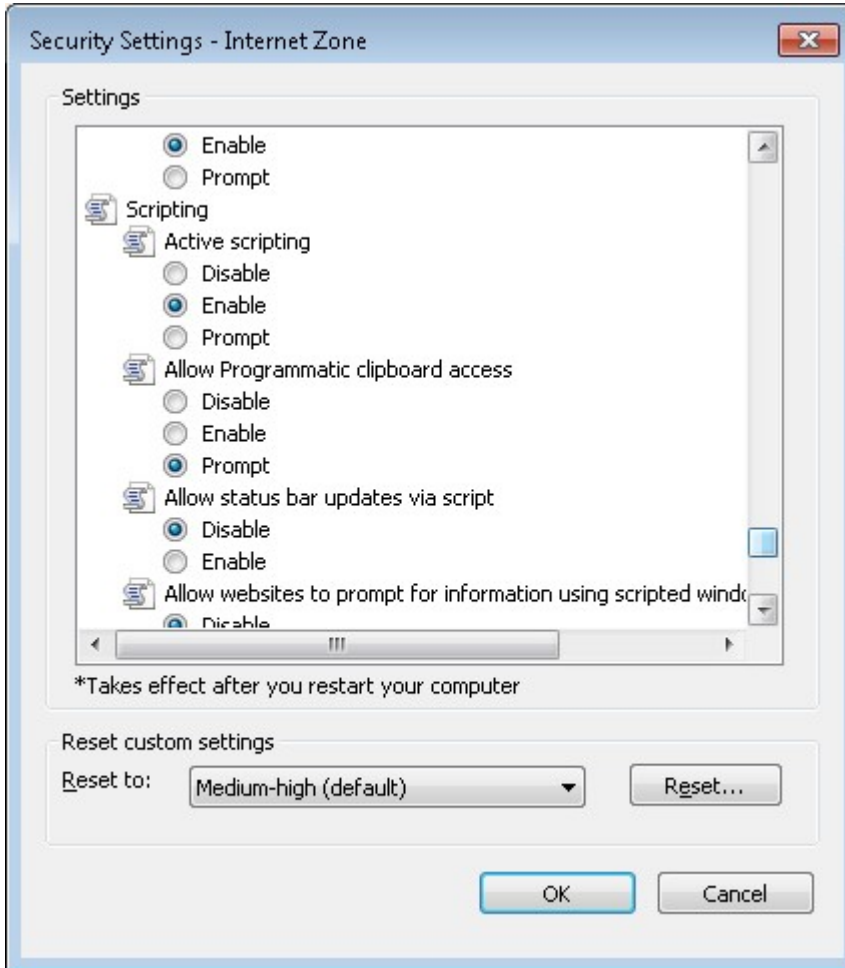 Security Settings - Internet Zone
Settings
Enable
Prompt
Scripting
Active scripting
Disable
Enable
Prompt
Allow Programmatic clipboard access
Disable
Enable
Prompt
Allow status bar updates via script
Disable
Enable
Allow websites to prompt for information using scripted windo
Disable
*Takes effect after you restart your computer
Reset custom settings
Reset to: Medium-high (default) Reset...
OK Cancel